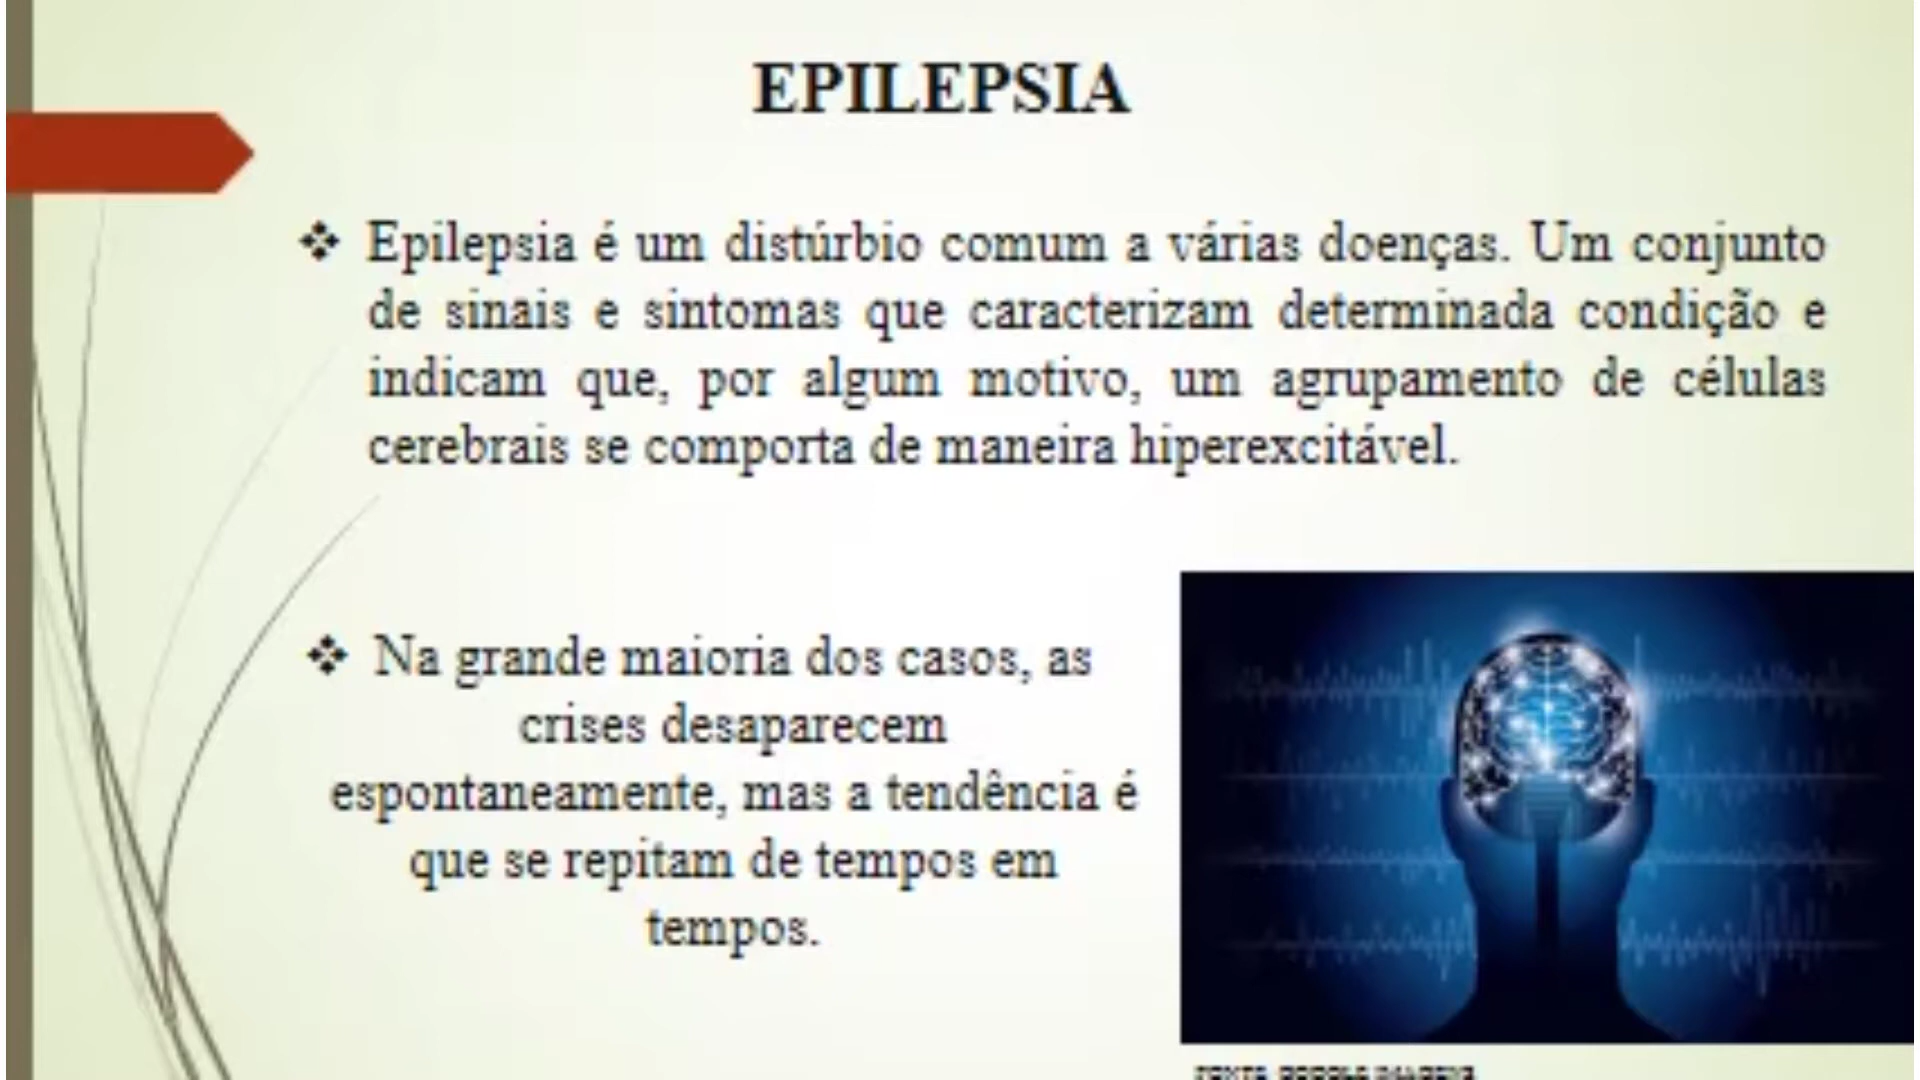 EPILEPSIA
❖ Epilepsia é um distúrbio comum a várias doenças. Um conjunto
de sinais e sintomas que caracterizam determinada condição e
indicam que, por algum motivo, um agrupamento de células
cerebrais se comporta de maneira hiperexcitável.
❖ Na grande maioria dos casos, as
crises desaparecem
espontaneamente, mas a tendência é
que se repitam de tempos em
tempos.